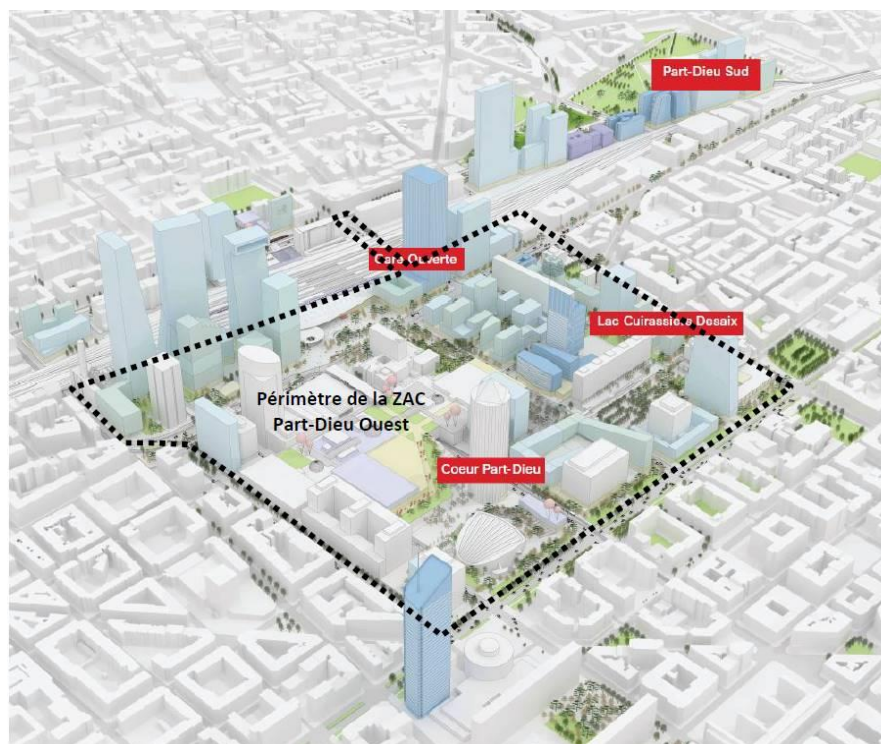 Part-Dieu Sud
Gare Ouverte
Lac Cuirassiers Desaix
Périmètre de la ZAC
Part-Dieu Ouest
Coeur Part-Dieu